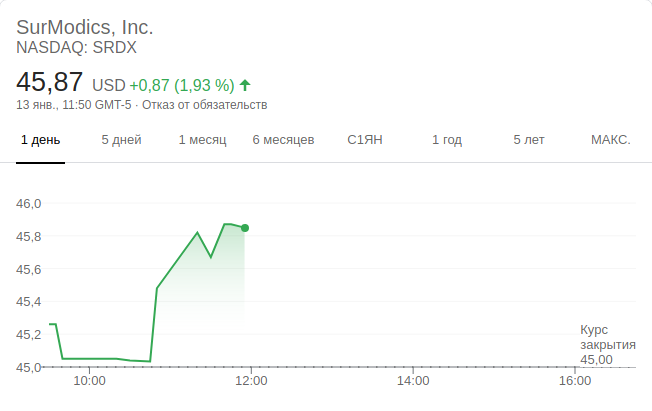 SurModics, Inc.
NASDAQ: SRDX
45,87 USD +0,87 (1,93 %)
13 янв., 11:50 GMT-5 · Отказ от обязательств
1 день 5 дней 1 месяц 6 месяцев С1ЯН 1 год 5 лет МАКС.
46,0
45,8
45,6
45,4
45,2
45,0
Курс
закрытия
45,00
10:00 12:00 14:00 16:00